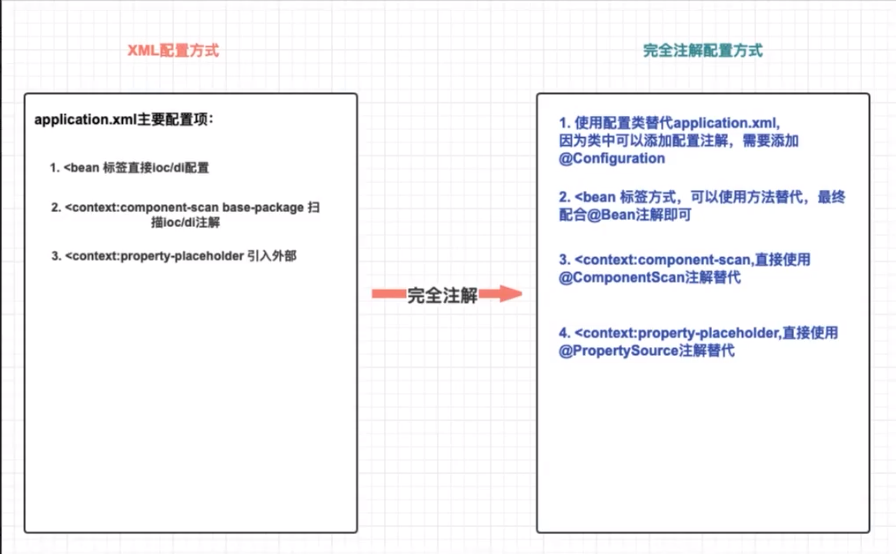 XML配置方式
完全注解配置方式
application.xml主要配置项：
1. <bean 标签直接ioc/di配置
2. <context:component-scan base-package 扫
描ioc/di注解
3. <context:property-placeholder 引入外部
完全注解
1. 使用配置类替代application.xml,
因为类中可以添加配置注解，需要添加
@Configuration
2. <bean 标签方式，可以使用方法替代，最终
配合@Bean注解即可
3. <context:component-scan,直接使用
@ComponentScan注解替代
4. <context:property-placeholder,直接使用
@PropertySource注解替代